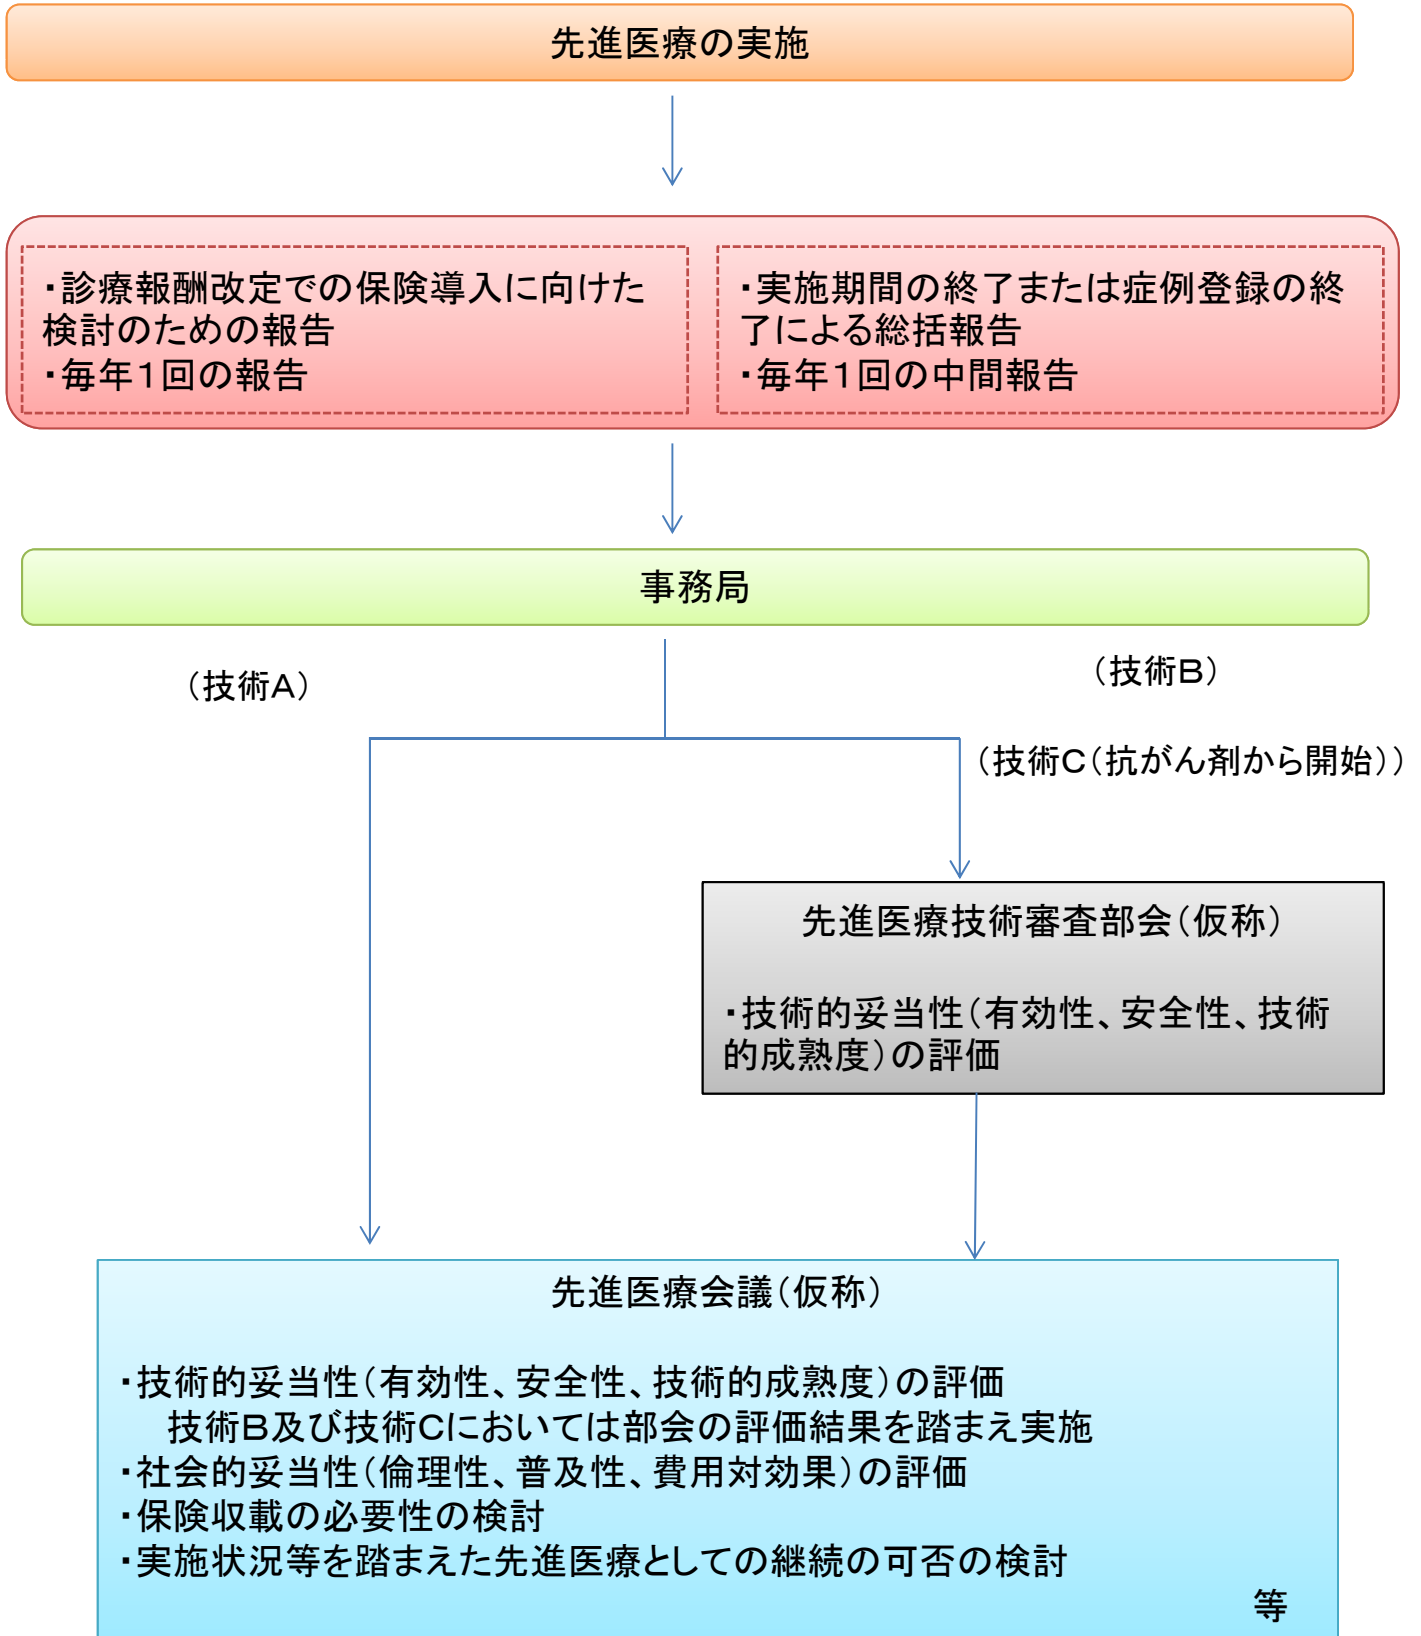 先進医療の実施
・診療報酬改定での保険導入に向けた
検討のための報告
・毎年１回の報告
・実施期間の終了または症例登録の終
了による総括報告
・毎年１回の中間報告
事務局
（技術A）
（技術B）
（技術C（抗がん剤から開始））
先進医療技術審査部会（仮称）
・技術的妥当性（有効性、安全性、技術
的成熟度）の評価
先進医療会議（仮称）
・技術的妥当性（有効性、安全性、技術的成熟度）の評価
技術B及び技術Cにおいては部会の評価結果を踏まえ実施
・社会的妥当性（倫理性、普及性、費用対効果）の評価
・保険収載の必要性の検討
・実施状況等を踏まえた先進医療としての継続の可否の検討
等